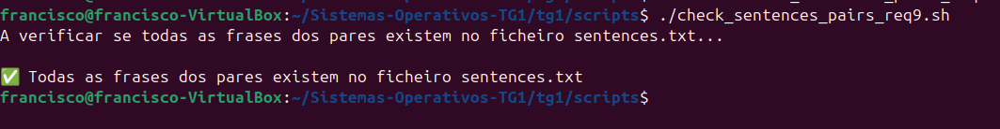 francisco@francisco-VirtualBox:~/Sistemas-Operativos-TG1/tg1/scripts$ ./check_sentences_pairs_req9.sh
A verificar se todas as frases dos pares existem no ficheiro sentences.txt...
✅ Todas as frases dos pares existem no ficheiro sentences.txt
francisco@francisco-VirtualBox:~/Sistemas-Operativos-TG1/tg1/scripts$